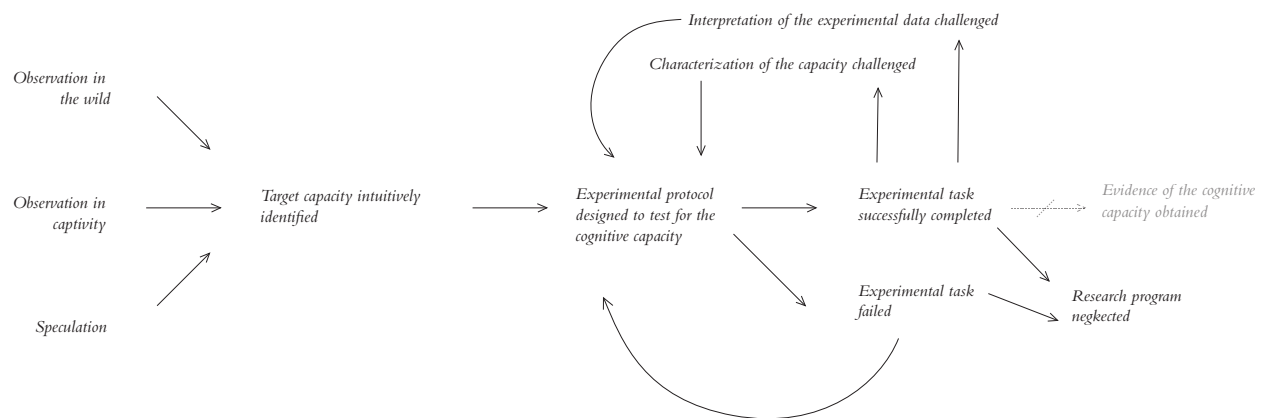 Interpretation of the experimental data challenged
Characterization of the capacity challenged
Observation in
the wild
Observation in
captivity
Speculation
Target capacity intuitively
identified
Experimental protocol
designed to test for the
cognitive capacity
Experimental task
successfully completed
Evidence of the cognitive
capacity obtained
Experimental task
failed
Research program
negkected